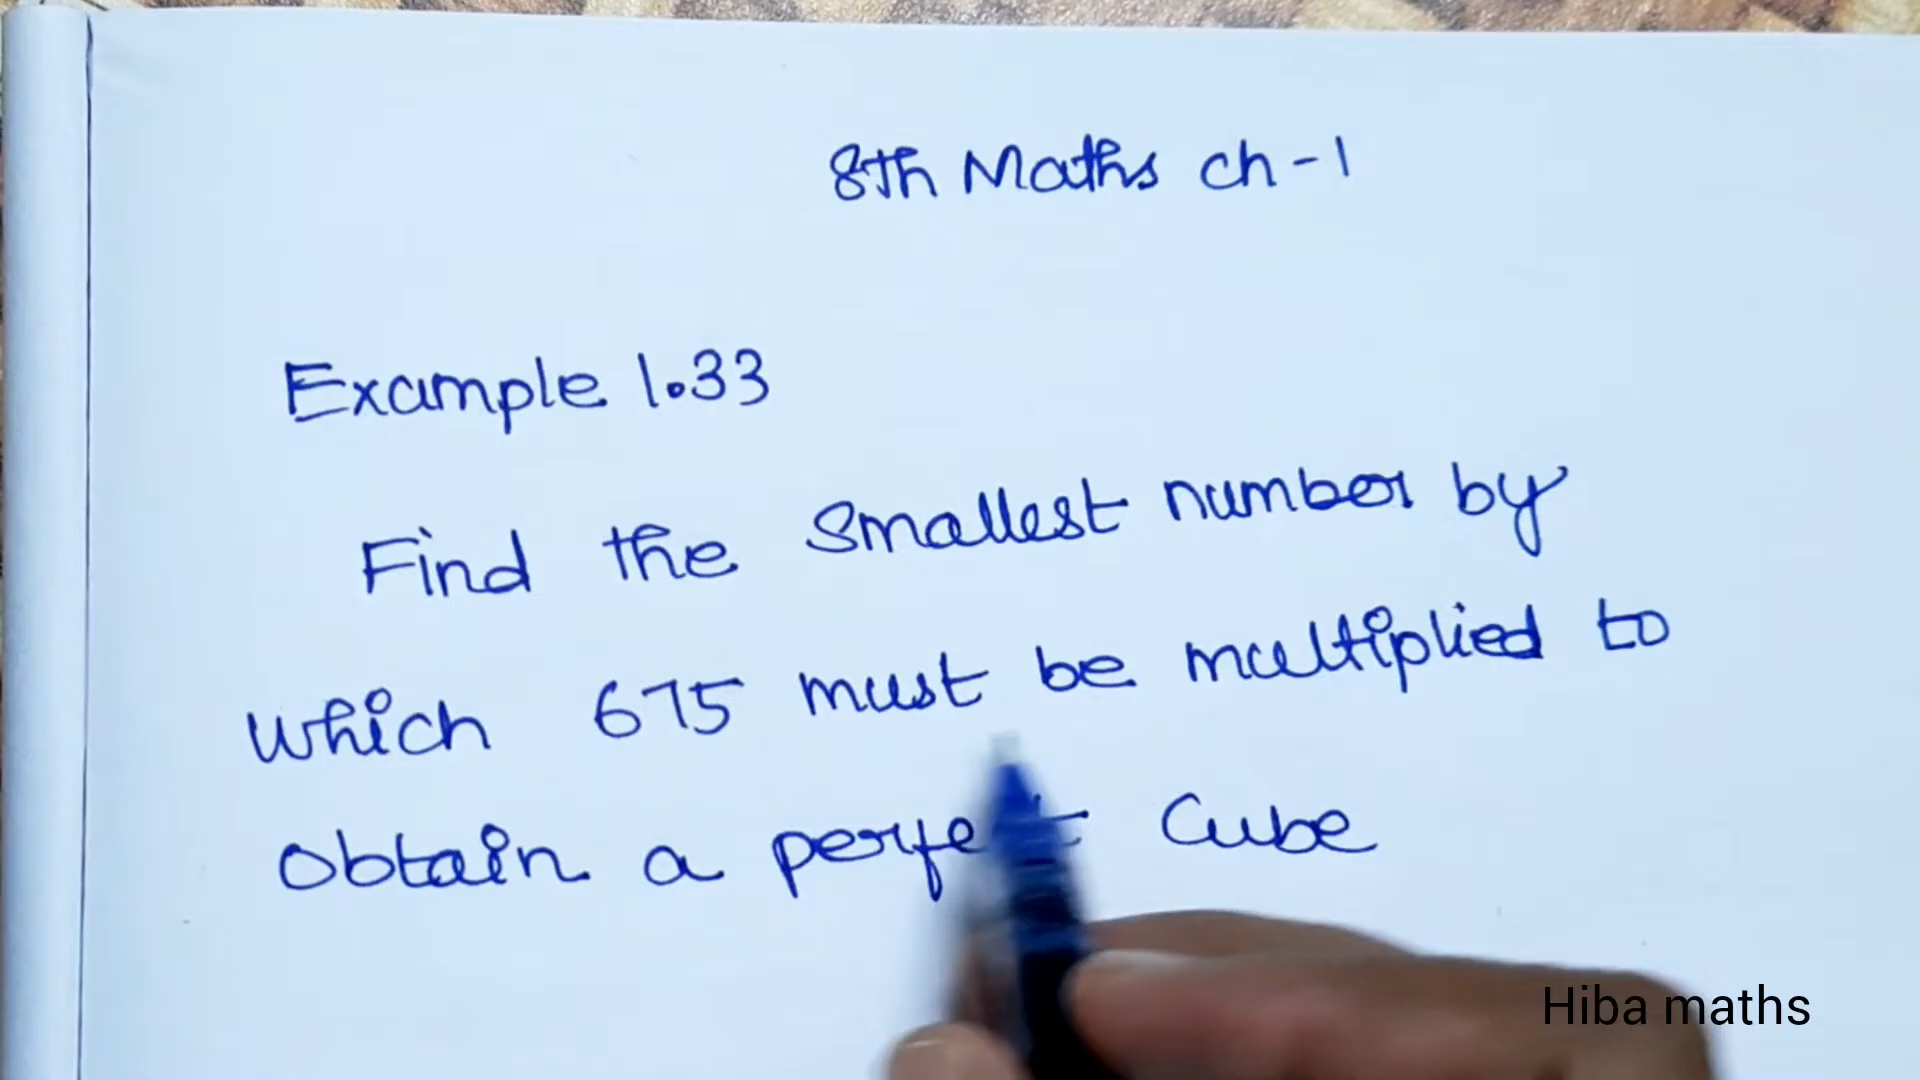 8th Maths ch-1
Example 1.33
Find the smallest number by
which 675 must be multiplied to
obtain a Cube
Hiba maths